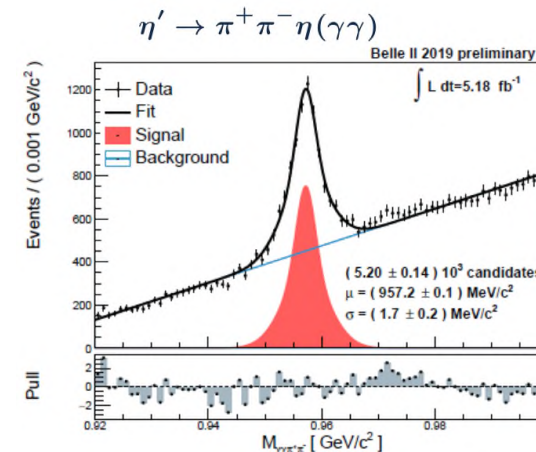 η′ → π⁺π⁻η(γγ)
Belle II 2019 preliminary
∫ L dt=5.18 fb⁻¹
Data
Fit
Signal
Background
Events / ( 0.001 GeV/c² )
1200
1000
800
600
400
200
0
( 5.20 ± 0.14 ) 10³ candidates
μ = ( 957.2 ± 0.1 ) MeV/c²
σ = ( 1.7 ± 0.2 ) MeV/c²
Pull
2
0
−2
0.92 0.94 0.96 0.98
M [ GeV/c² ]